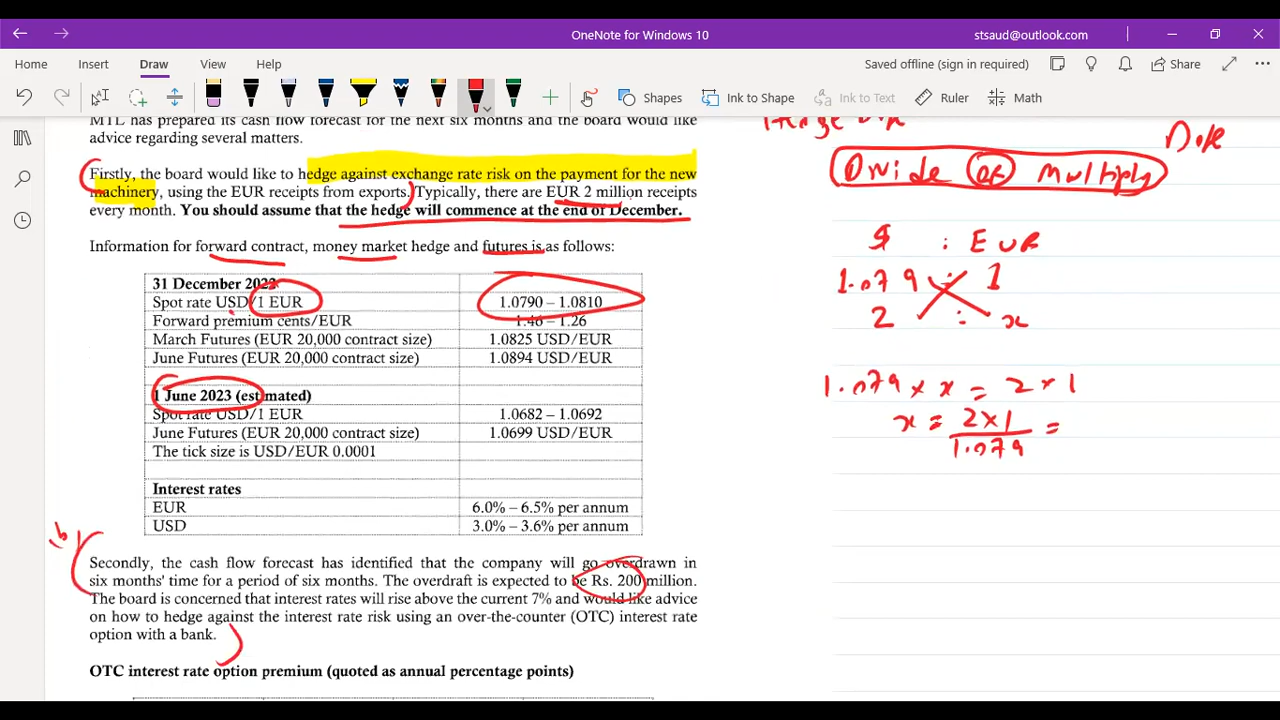 OneNote for Windows 10
stsaud@outlook.com
Home Insert Draw View Help
Saved offline (sign in required)
Share
Shapes
Ink to Shape
Ink to Text
Ruler
Math
MTL has prepared its cash flow forecast for the next six months and the board would like
advice regarding several matters.
Firstly, the board would like to hedge against exchange rate risk on the payment for the new
machinery, using the EUR receipts from exports. Typically, there are EUR 2 million receipts
every month. You should assume that the hedge will commence at the end of December.
Information for forward contract, money market hedge and futures is as follows:
31 December 2022
Spot rate USD/1 EUR 1.0790 – 1.0810
Forward premium cents/EUR 1.46 – 1.26
March Futures (EUR 20,000 contract size) 1.0825 USD/EUR
June Futures (EUR 20,000 contract size) 1.0894 USD/EUR
1 June 2023 (estimated)
Spot rate USD/1 EUR 1.0682 – 1.0692
June Futures (EUR 20,000 contract size) 1.0699 USD/EUR
The tick size is USD/EUR 0.0001
Interest rates
EUR 6.0% – 6.5% per annum
USD 3.0% – 3.6% per annum
Secondly, the cash flow forecast has identified that the company will go overdrawn in
six months' time for a period of six months. The overdraft is expected to be Rs. 200 million.
The board is concerned that interest rates will rise above the current 7% and would like advice
on how to hedge against the interest rate risk using an over-the-counter (OTC) interest rate
option with a bank.
OTC interest rate option premium (quoted as annual percentage points)
Divide or multiply
$ : EUR
1.079 : 1
2 : x
1.079 × x = 2 × 1
x = 2×1 =
1.079